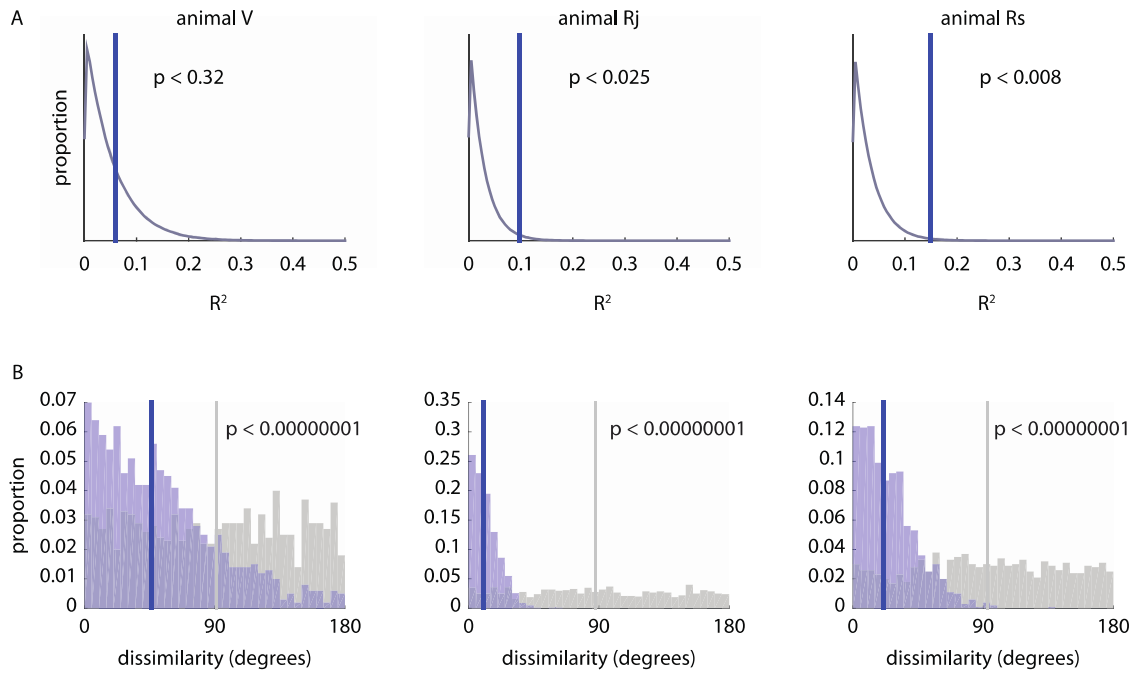 A
animal V
animal Rj
animal Rs
p < 0.32
p < 0.025
p < 0.008
proportion
0 0.1 0.2 0.3 0.4 0.5
0 0.1 0.2 0.3 0.4 0.5
0 0.1 0.2 0.3 0.4 0.5
R²
R²
R²
B
0.07
0.06
0.05
0.04
0.03
0.02
0.01
0
proportion
p < 0.00000001
0 90 180
dissimilarity (degrees)
0.35
0.3
0.25
0.2
0.15
0.1
0.05
0
p < 0.00000001
0 90 180
dissimilarity (degrees)
0.14
0.12
0.1
0.08
0.06
0.04
0.02
0
p < 0.00000001
0 90 180
dissimilarity (degrees)